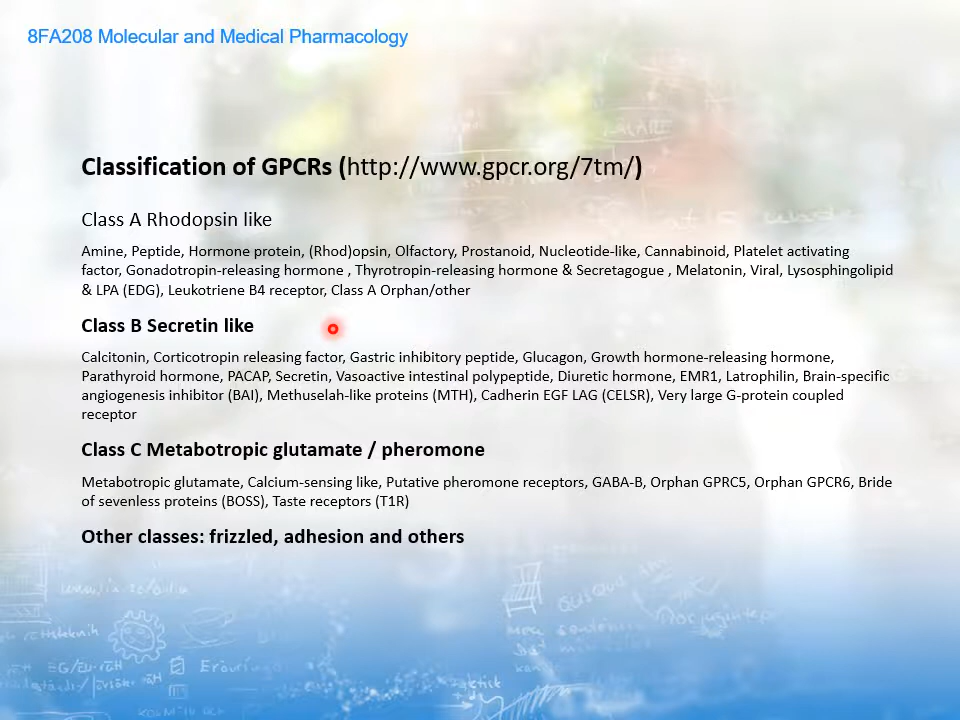 8FA208 Molecular and Medical Pharmacology
Classification of GPCRs (http://www.gpcr.org/7tm/)
Class A Rhodopsin like
Amine, Peptide, Hormone protein, (Rhod)opsin, Olfactory, Prostanoid, Nucleotide-like, Cannabinoid, Platelet activating
factor, Gonadotropin-releasing hormone , Thyrotropin-releasing hormone & Secretagogue , Melatonin, Viral, Lysosphingolipid
& LPA (EDG), Leukotriene B4 receptor, Class A Orphan/other
Class B Secretin like
Calcitonin, Corticotropin releasing factor, Gastric inhibitory peptide, Glucagon, Growth hormone-releasing hormone,
Parathyroid hormone, PACAP, Secretin, Vasoactive intestinal polypeptide, Diuretic hormone, EMR1, Latrophilin, Brain-specific
angiogenesis inhibitor (BAI), Methuselah-like proteins (MTH), Cadherin EGF LAG (CELSR), Very large G-protein coupled
receptor
Class C Metabotropic glutamate / pheromone
Metabotropic glutamate, Calcium-sensing like, Putative pheromone receptors, GABA-B, Orphan GPRC5, Orphan GPCR6, Bride
of sevenless proteins (BOSS), Taste receptors (T1R)
Other classes: frizzled, adhesion and others